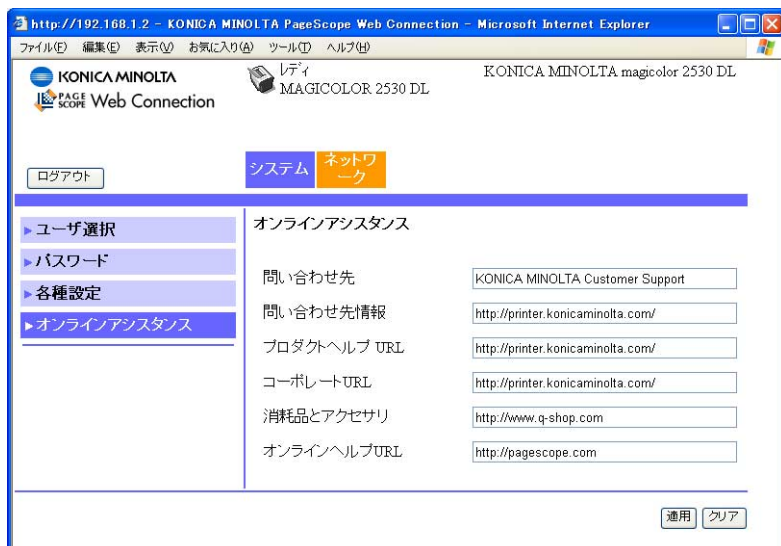 http://192.168.1.2 - KONICA MINOLTA PageScope Web Connection - Microsoft Internet Explorer
ファイル(F) 編集(E) 表示(V) お気に入り(A) ツール(T) ヘルプ(H)
KONICA MINOLTA
PAGE SCOPE Web Connection
レディ
MAGICOLOR 2530 DL
KONICA MINOLTA magicolor 2530 DL
ログアウト
システム
ネットワ
ーク
ユーザ選択
パスワード
各種設定
オンラインアシスタンス
オンラインアシスタンス
問い合わせ先 KONICA MINOLTA Customer Support
問い合わせ先情報 http://printer.konicaminolta.com/
プロダクトヘルプ URL http://printer.konicaminolta.com/
コーポレートURL http://printer.konicaminolta.com/
消耗品とアクセサリ http://www.q-shop.com
オンラインヘルプURL http://pagescope.com
適用 クリア